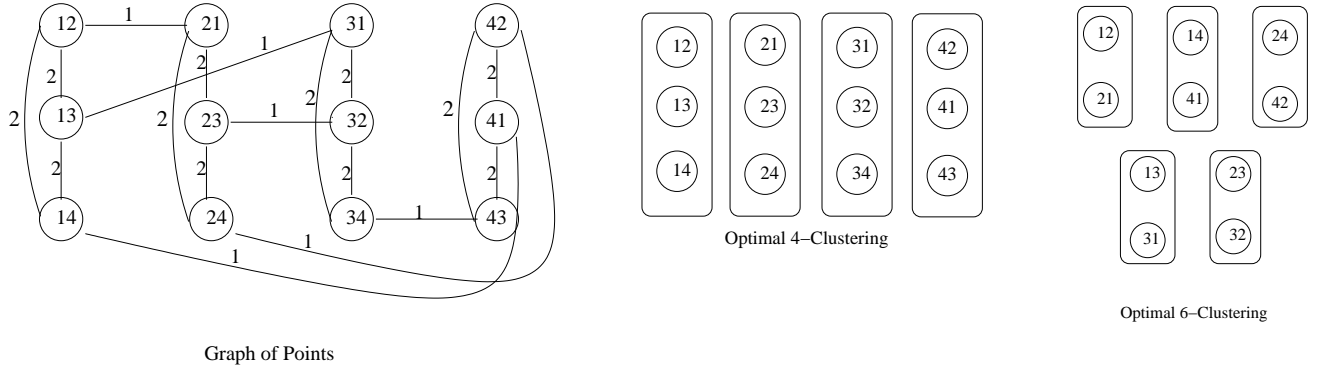 12 1 21 31 42
1
2 2 2 2
2 13 2 23 1 2 32 2 41
2 2 2 2
14 24 34 1 43
1 1
Graph of Points
12 21 31 42
13 23 32 41
14 24 34 43
Optimal 4–Clustering
12 14 24
21 41 42
13 23
31 32
Optimal 6–Clustering